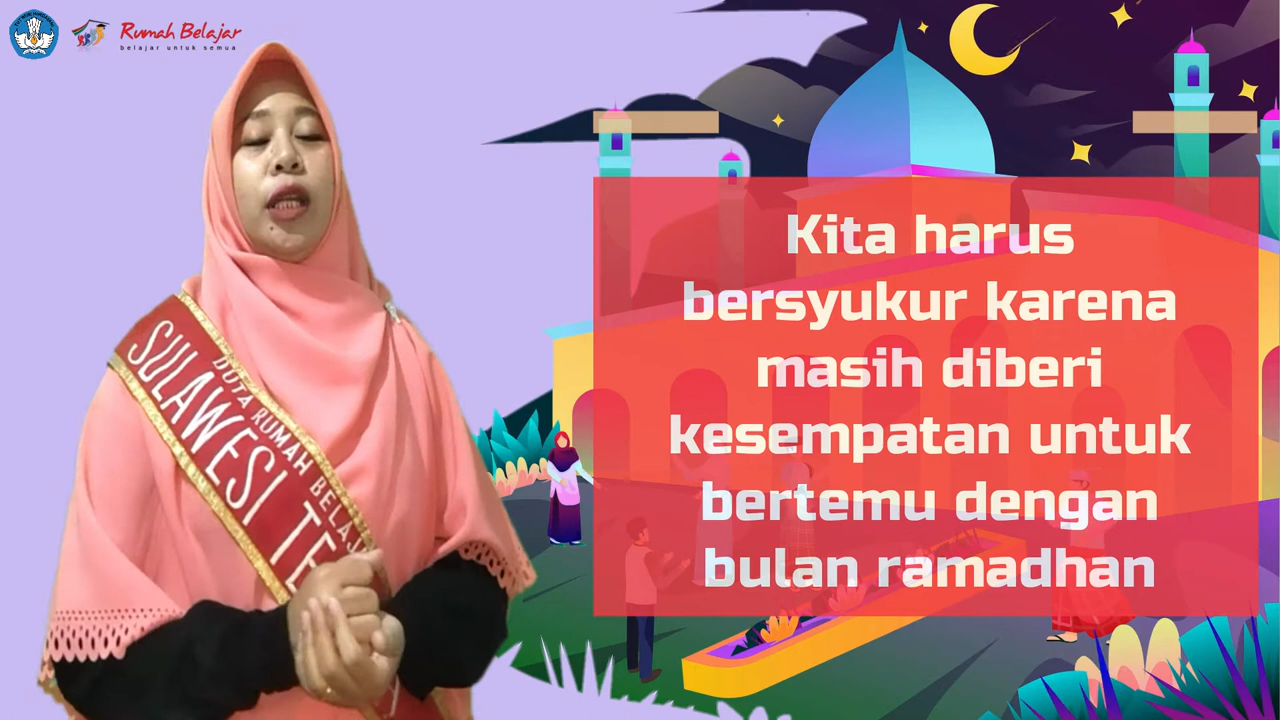 Rumah Belajar
belajar untuk semua
DUTA RUMAH BELAJ
SULAWESI TE
Kita harus
bersyukur karena
masih diberi
kesempatan untuk
bertemu dengan
bulan ramadhan